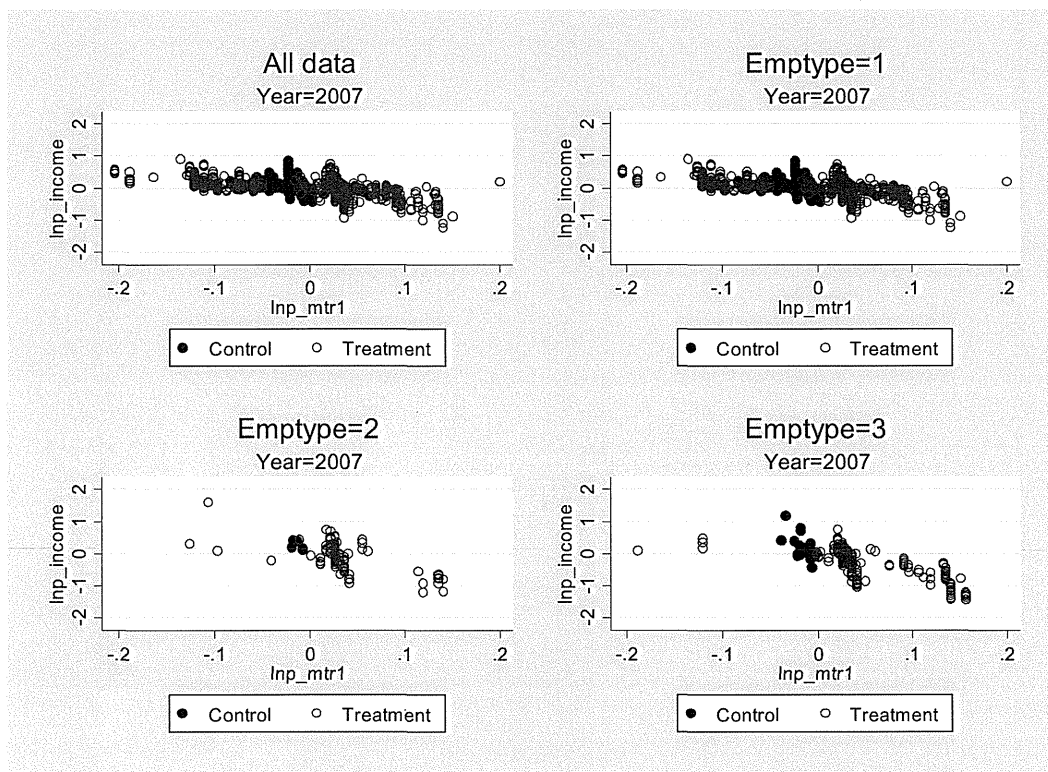 All data
Year=2007
lnp_income
2
1
0
-1
-2
-.2 -.1 0 .1 .2
lnp_mtr1
Control Treatment
Emptype=1
Year=2007
lnp_income
2
1
0
-1
-2
-.2 -.1 0 .1 .2
lnp_mtr1
Control Treatment
Emptype=2
Year=2007
lnp_income
2
1
0
-1
-2
-.2 -.1 0 .1 .2
lnp_mtr1
Control Treatment
Emptype=3
Year=2007
lnp_income
2
1
0
-1
-2
-.2 -.1 0 .1 .2
lnp_mtr1
Control Treatment